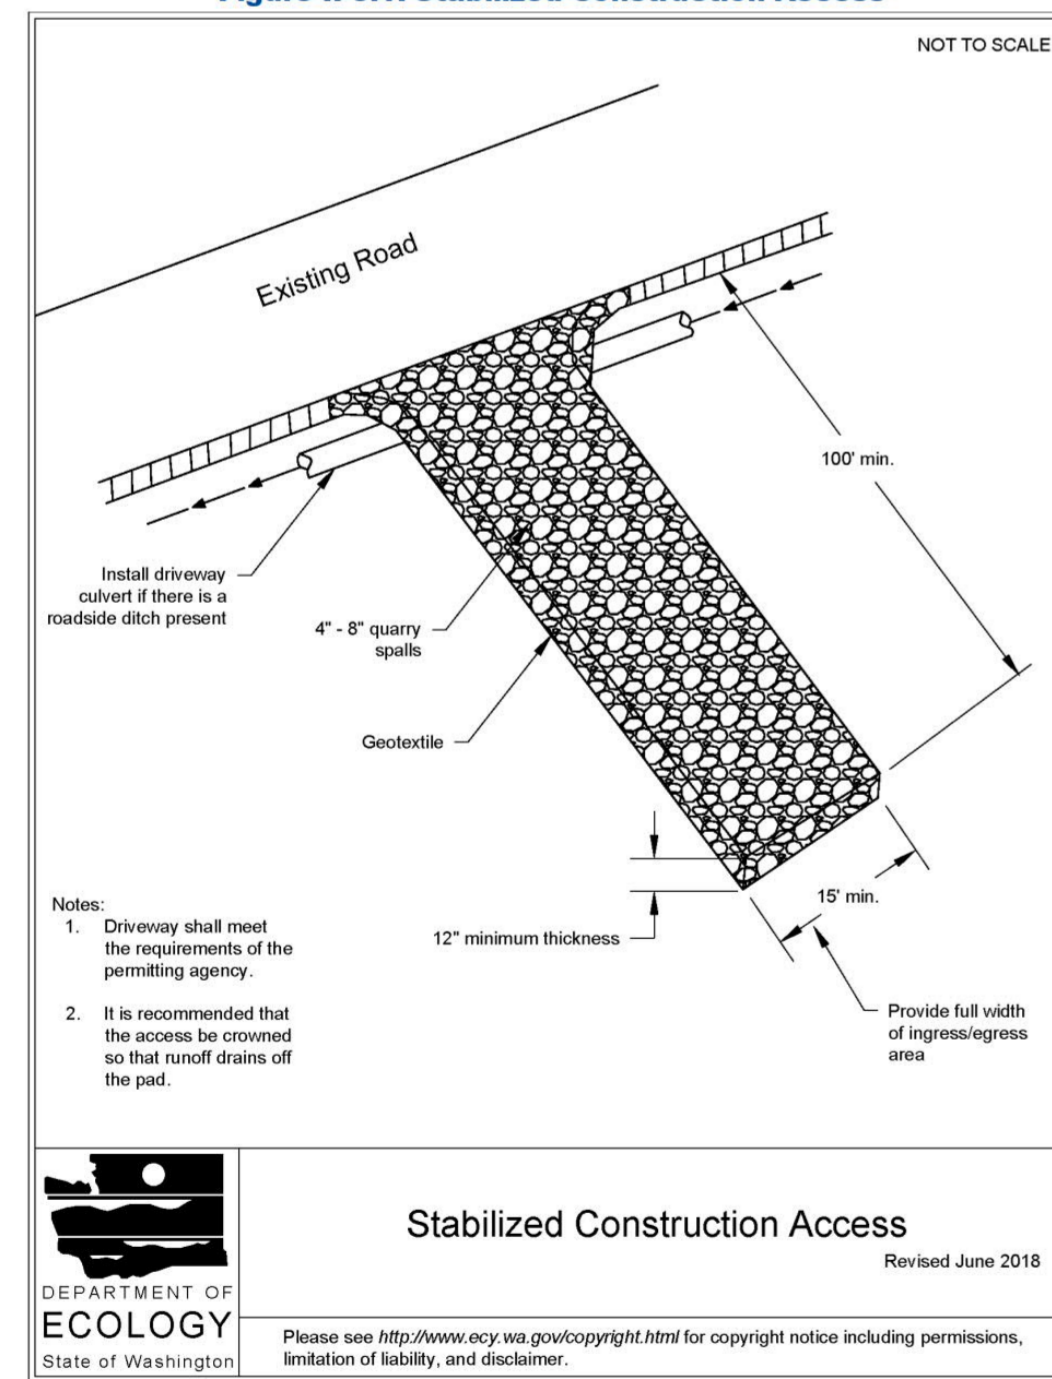 NOT TO SCALE
Existing Road
100' min.
Install driveway
culvert if there is a
roadside ditch present
4" - 8" quarry
spalls
Geotextile
15' min.
12" minimum thickness
Provide full width
of ingress/egress
area
Notes:
1. Driveway shall meet
the requirements of the
permitting agency.
2. It is recommended that
the access be crowned
so that runoff drains off
the pad.
DEPARTMENT OF
ECOLOGY
State of Washington
Stabilized Construction Access
Revised June 2018
Please see http://www.ecy.wa.gov/copyright.html for copyright notice including permissions,
limitation of liability, and disclaimer.